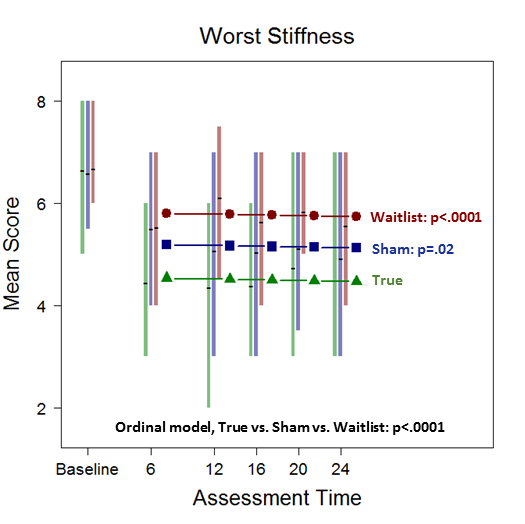 Worst Stiffness
Mean Score
8
6
4
2
Waitlist: p<.0001
Sham: p=.02
True
Ordinal model, True vs. Sham vs. Waitlist: p<.0001
Baseline 6 12 16 20 24
Assessment Time